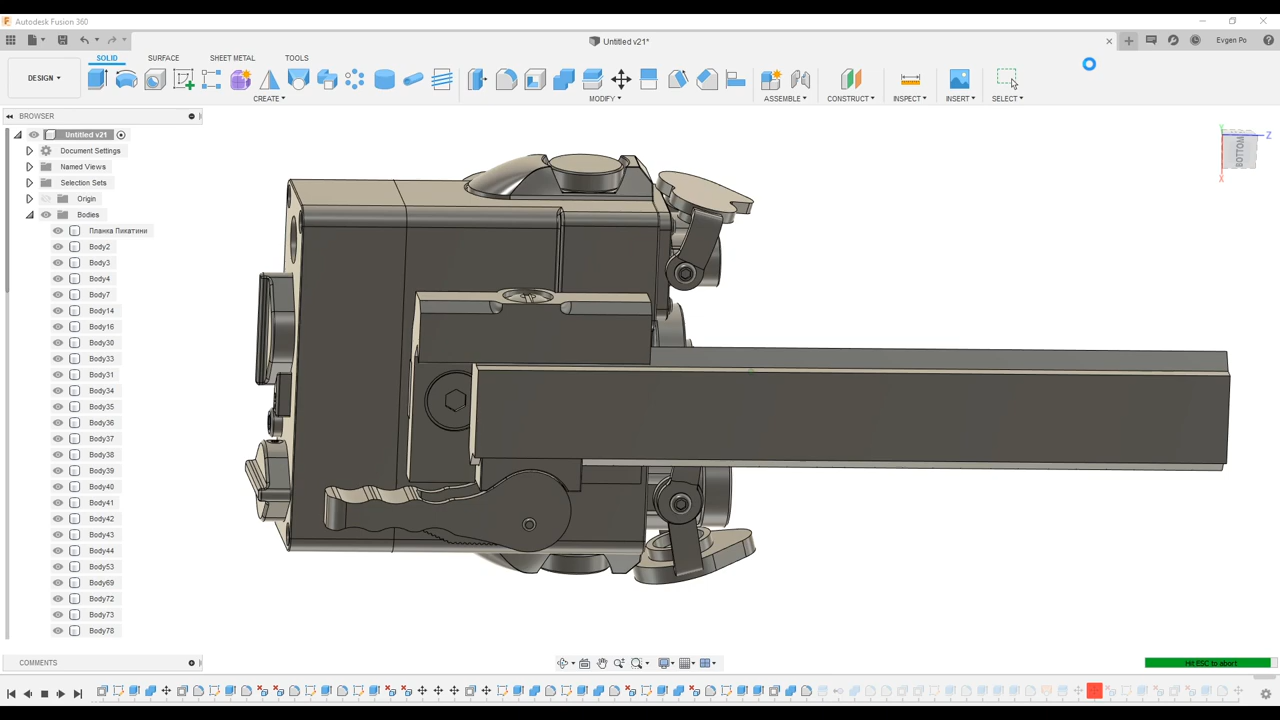 Autodesk Fusion 360
Untitled v21*
Evgen Po
DESIGN
SOLID SURFACE SHEET METAL TOOLS
CREATE MODIFY ASSEMBLE CONSTRUCT INSPECT INSERT SELECT
BROWSER
Untitled v21
Document Settings
Named Views
Selection Sets
Origin
Bodies
Планка Пикатини
Body2
Body3
Body4
Body7
Body14
Body16
Body30
Body33
Body31
Body34
Body35
Body36
Body37
Body38
Body39
Body40
Body41
Body42
Body43
Body44
Body53
Body69
Body72
Body73
Body78
Y
Z
BOTTOM
X
COMMENTS
Hit ESC to abort